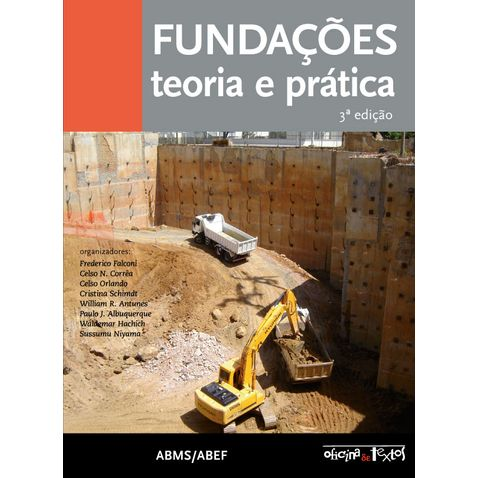 FUNDAÇÕES
teoria e prática
3ª edição
organizadores:
Frederico Falconi
Celso N. Corrêa
Celso Orlando
Cristina Schimdt
William R. Antunes
Paulo J. Albuquerque
Waldemar Hachich
Sussumu Niyama
ABMS/ABEF
oficina de textos